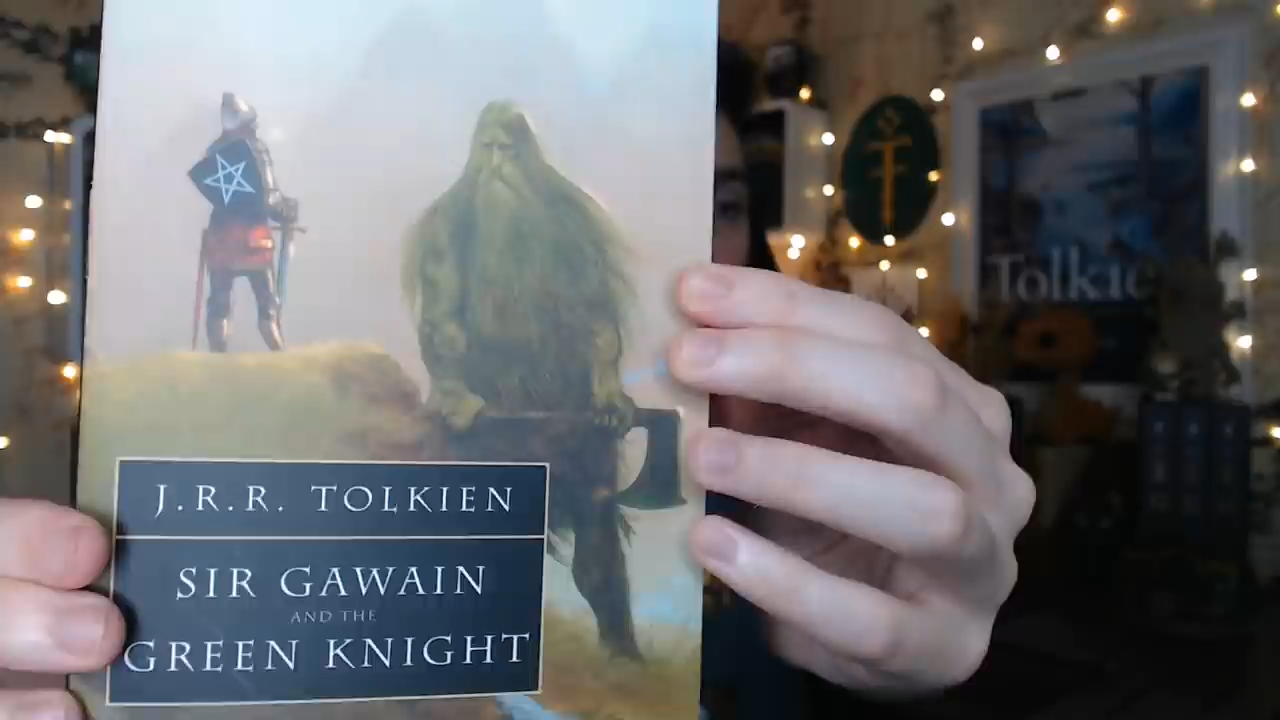 J.R.R. TOLKIEN
SIR GAWAIN
AND THE
GREEN KNIGHT
Tolkie